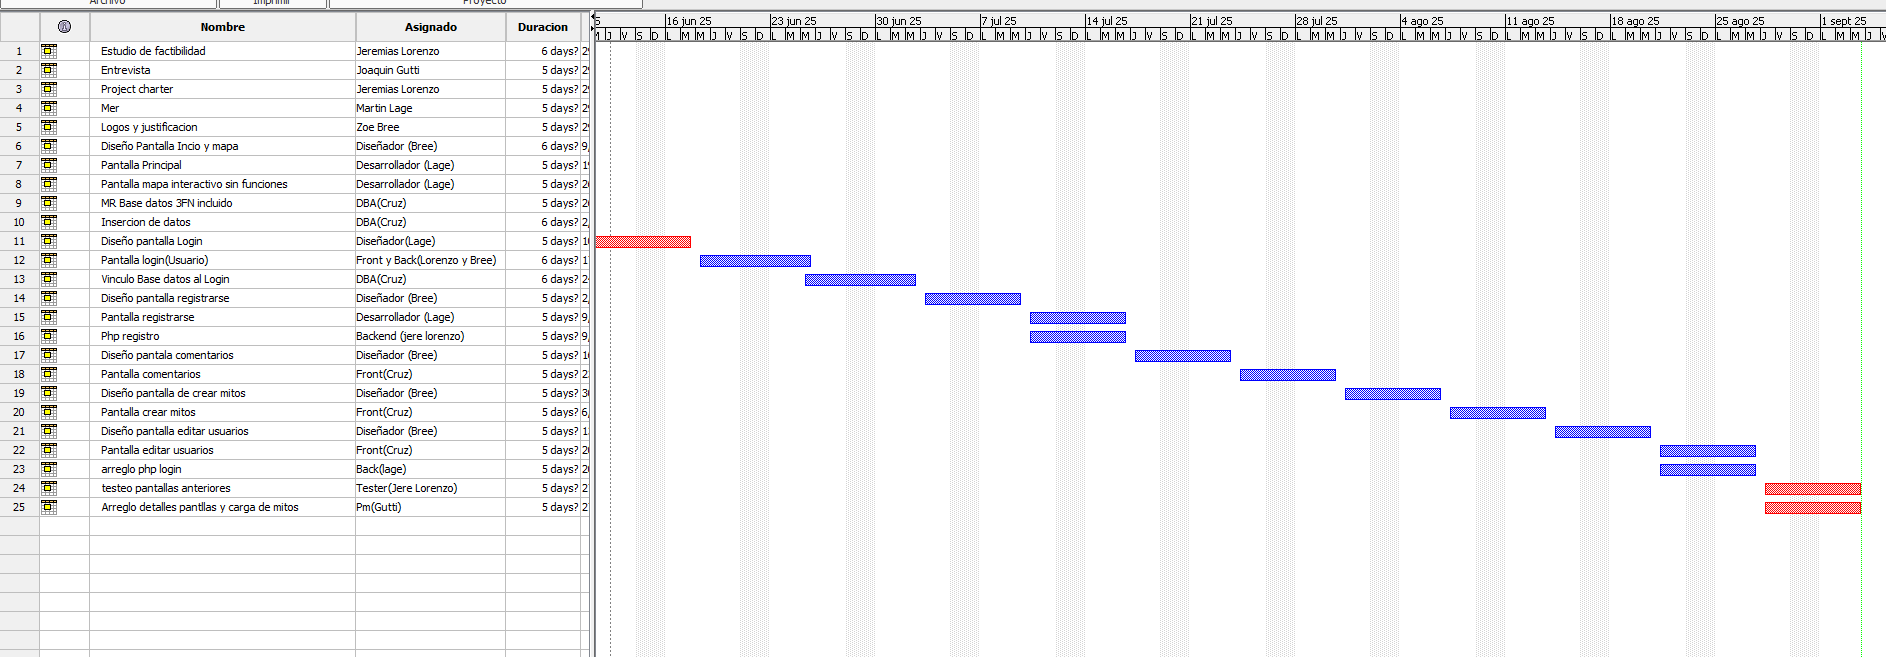 Archivo Imprimir Proyecto
Nombre Asignado Duracion
5 16 jun 25 23 jun 25 30 jun 25 7 jul 25 14 jul 25 21 jul 25 28 jul 25 4 ago 25 11 ago 25 18 ago 25 25 ago 25 1 sept 25
J V S D L M M J V S D L M M J V S D L M M J V S D L M M J V S D L M M J V S D L M M J V S D L M M J V S D L M M J V S D L M M J V S D L M M J V S D L M M J V S D L M M J V
1 Estudio de factibilidad Jeremias Lorenzo 6 days?
2 Entrevista Joaquin Gutti 5 days?
3 Project charter Jeremias Lorenzo 5 days?
4 Mer Martin Lage 5 days?
5 Logos y justificacion Zoe Bree 5 days?
6 Diseño Pantalla Incio y mapa Diseñador (Bree) 6 days?
7 Pantalla Principal Desarrollador (Lage) 5 days?
8 Pantalla mapa interactivo sin funciones Desarrollador (Lage) 5 days?
9 MR Base datos 3FN incluido DBA(Cruz) 5 days?
10 Insercion de datos DBA(Cruz) 6 days?
11 Diseño pantalla Login Diseñador(Lage) 5 days?
12 Pantalla login(Usuario) Front y Back(Lorenzo y Bree) 6 days?
13 Vinculo Base datos al Login DBA(Cruz) 6 days?
14 Diseño pantalla registrarse Diseñador (Bree) 5 days?
15 Pantalla registrarse Desarrollador (Lage) 5 days?
16 Php registro Backend (jere lorenzo) 5 days?
17 Diseño pantala comentarios Diseñador (Bree) 5 days?
18 Pantalla comentarios Front(Cruz) 5 days?
19 Diseño pantalla de crear mitos Diseñador (Bree) 5 days?
20 Pantalla crear mitos Front(Cruz) 5 days?
21 Diseño pantalla editar usuarios Diseñador (Bree) 5 days?
22 Pantalla editar usuarios Front(Cruz) 5 days?
23 arreglo php login Back(lage) 5 days?
24 testeo pantallas anteriores Tester(Jere Lorenzo) 5 days?
25 Arreglo detalles pantllas y carga de mitos Pm(Gutti) 5 days?